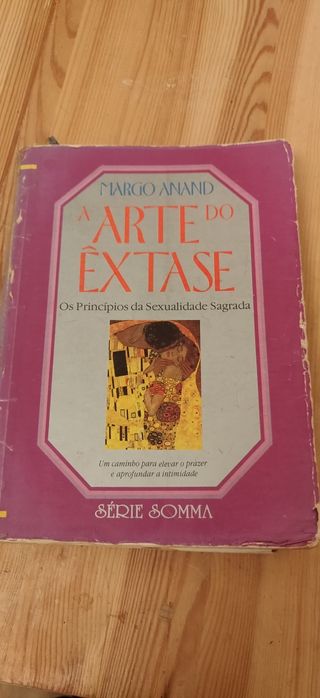 MARGO ANAND
A ARTE DO
ÊXTASE
Os Princípios da Sexualidade Sagrada
Um caminho para elevar o prazer
e aprofundar a intimidade
SÉRIE SOMMA